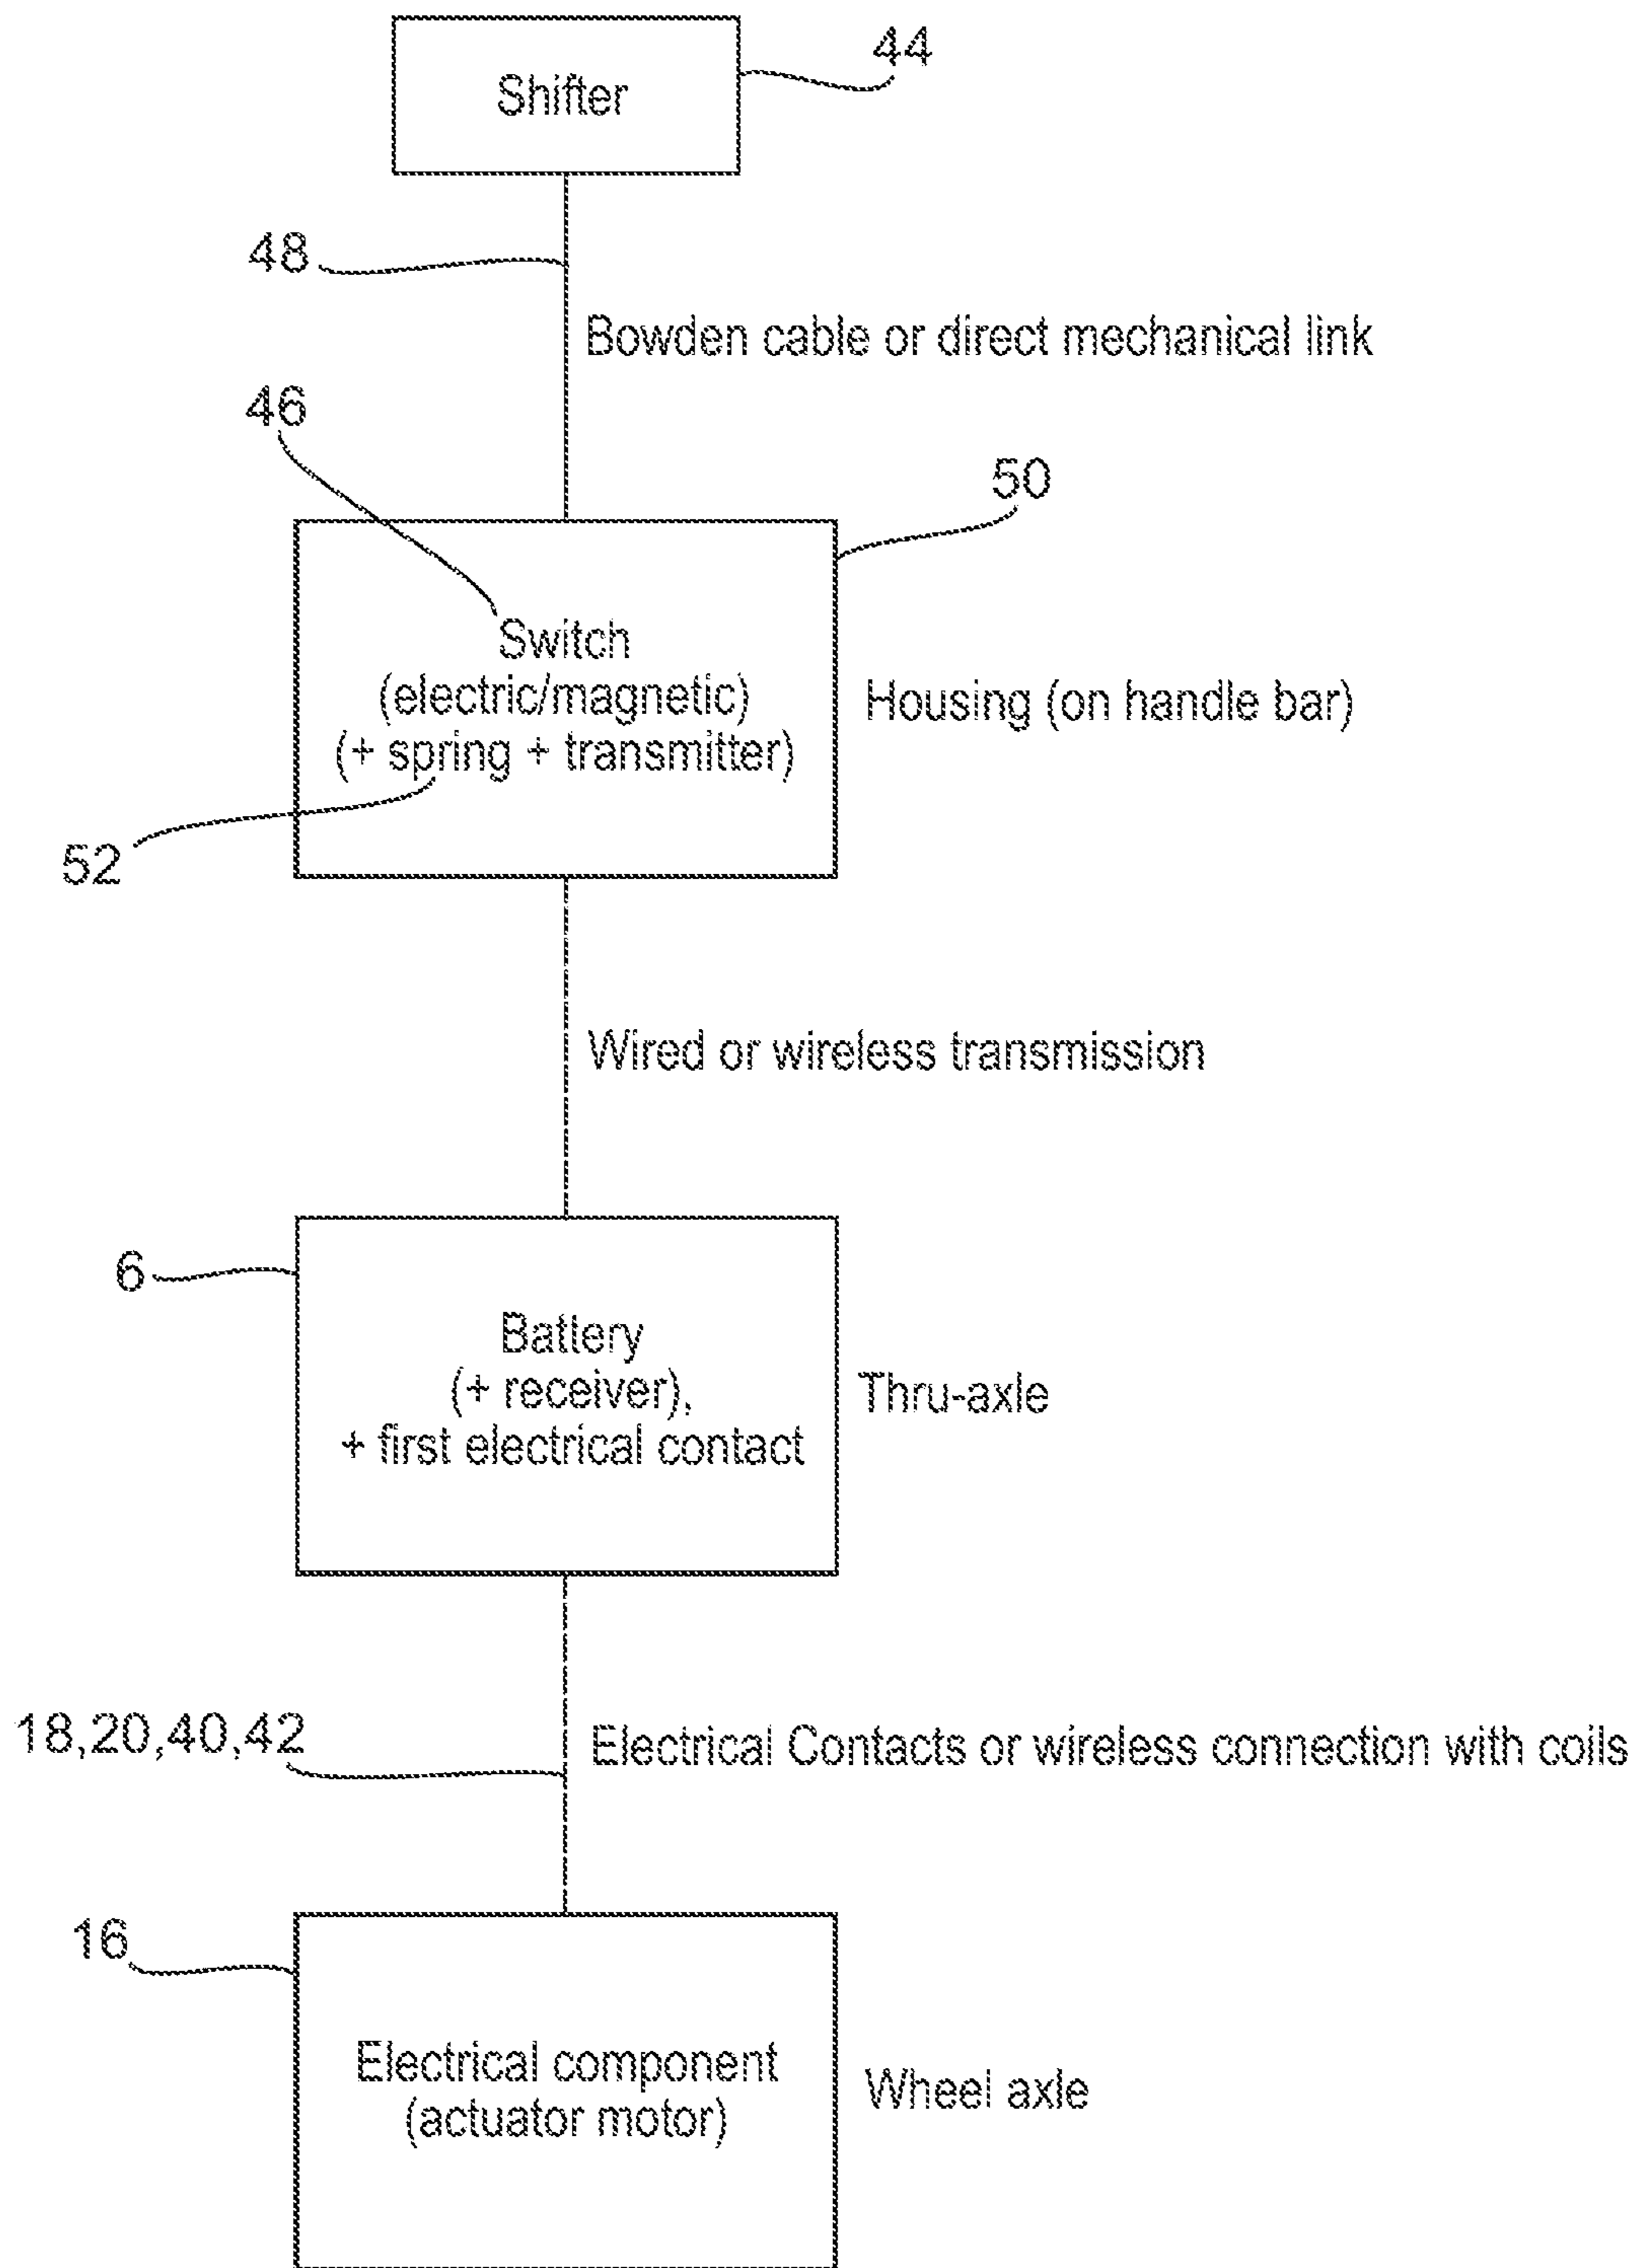 Shifter
44
48
Bowden cable or direct mechanical link
46
50
Switch
(electric/magnetic)
(+ spring + transmitter)
Housing (on handle bar)
52
Wired or wireless transmission
6
Battery
(+ receiver),
+ first electrical contact
Thru-axle
18,20,40,42
Electrical Contacts or wireless connection with coils
16
Electrical component
(actuator motor)
Wheel axle